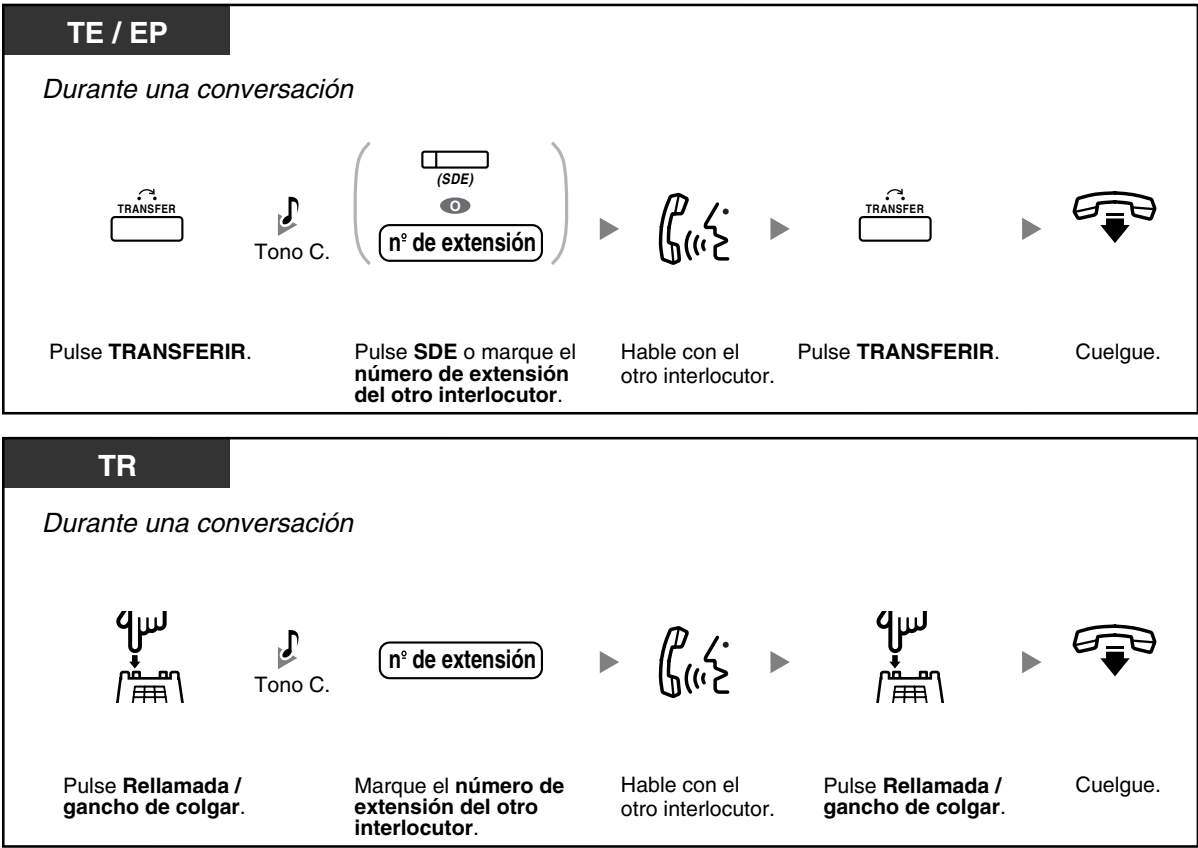 TE / EP
Durante una conversación
TRANSFER
Tono C.
(SDE)
O
nº de extensión
TRANSFER
Pulse TRANSFERIR.
Pulse SDE o marque el
número de extensión
del otro interlocutor.
Hable con el
otro interlocutor.
Pulse TRANSFERIR.
Cuelgue.
TR
Durante una conversación
Tono C.
nº de extensión
Pulse Rellamada /
gancho de colgar.
Marque el número de
extensión del otro
interlocutor.
Hable con el
otro interlocutor.
Pulse Rellamada /
gancho de colgar.
Cuelgue.